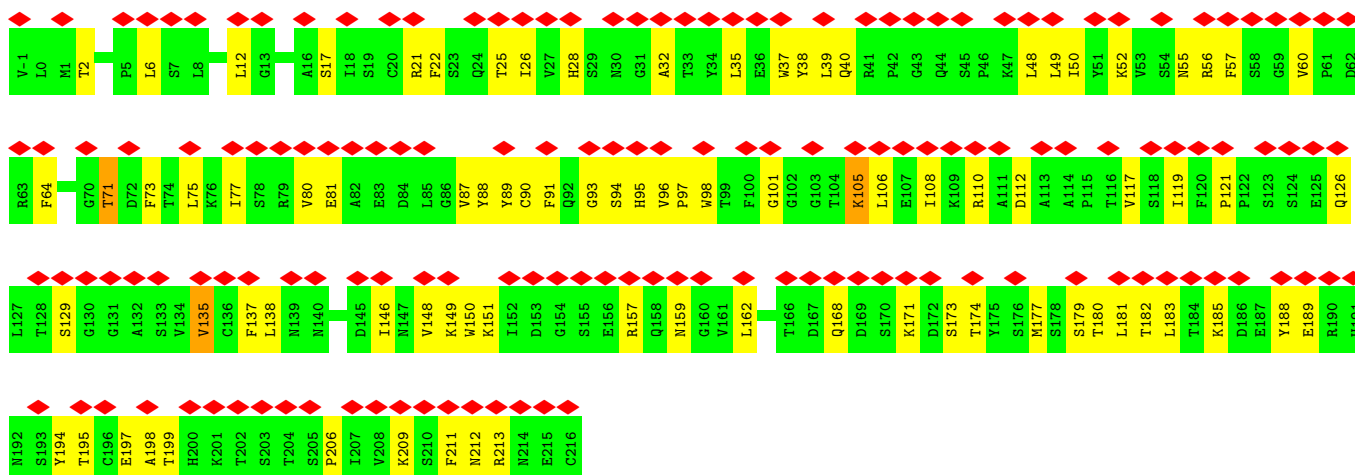 V-1 L0 M1 T2 P5 L6 S7 L8 L12 G13 A16 S17 I18 S19 C20 R21 F22 S23 Q24 T25 I26 V27 H28 S29 N30 G31 A32 T33 Y34 L35 E36 W37 Y38 L39 Q40 R41 P42 G43 Q44 S45 P46 K47 L48 L49 I50 Y51 K52 V53 S54 N55 R56 F57 S58 G59 V60 P61 D62
R63 F64 G70 T71 D72 F73 T74 L75 K76 I77 S78 R79 V80 E81 A82 E83 D84 L85 G86 V87 Y88 Y89 C90 F91 Q92 G93 S94 H95 V96 P97 W98 T99 F100 G101 G102 G103 T104 K105 L106 E107 I108 K109 R110 A111 D112 A113 A114 P115 T116 V117 S118 I119 F120 P121 P122 S123 S124 E125 Q126
L127 T128 S129 G130 G131 A132 S133 V134 V135 C136 F137 L138 N139 N140 D145 I146 N147 V148 K149 W150 K151 I152 D153 G154 S155 E156 R157 Q158 N159 G160 V161 L162 T166 D167 Q168 D169 S170 K171 D172 S173 T174 Y175 S176 M177 S178 S179 T180 L181 T182 L183 T184 K185 D186 E187 Y188 E189 R190
N192 S193 Y194 T195 C196 E197 A198 T199 H200 K201 T202 S203 T204 S205 P206 I207 V208 K209 S210 F211 N212 R213 N214 E215 C216